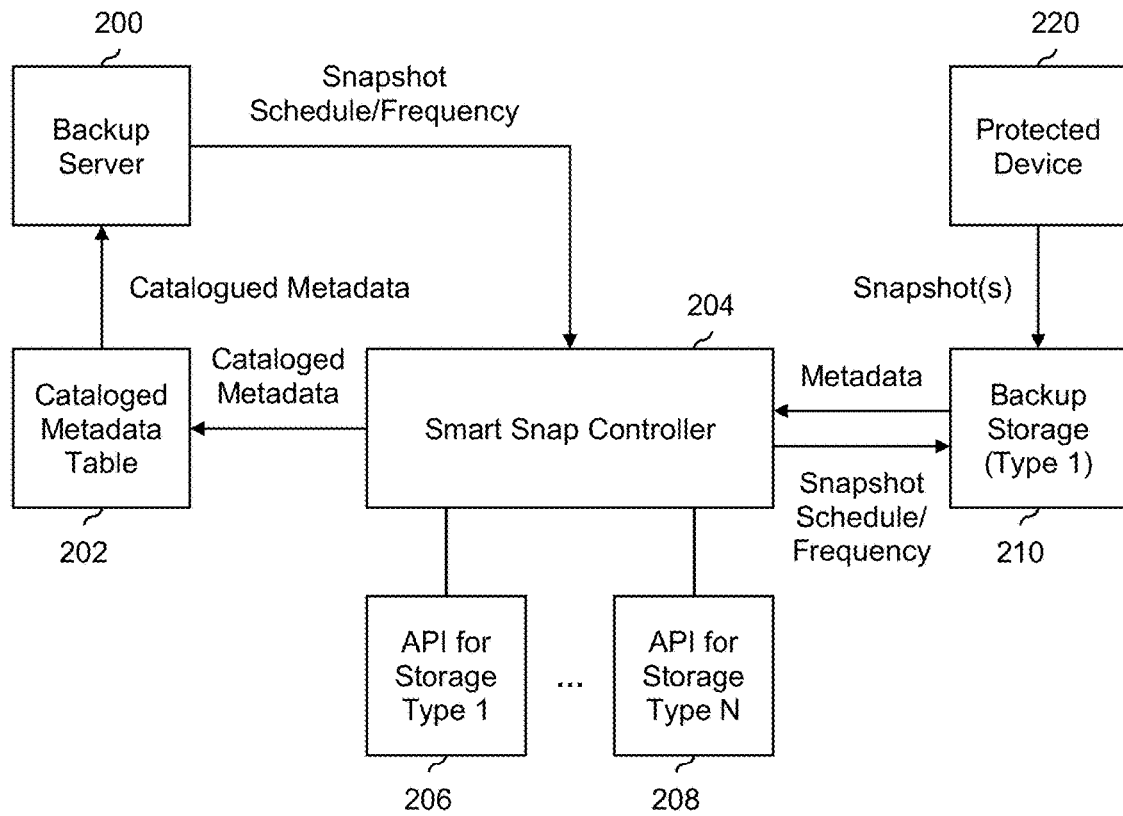 200
220
Snapshot
Schedule/Frequency
Backup
Server
Protected
Device
Catalogued Metadata
Snapshot(s)
204
Cataloged
Metadata
Metadata
Cataloged
Metadata
Table
Smart Snap Controller
Backup
Storage
(Type 1)
Snapshot
Schedule/
Frequency
202
210
API for
Storage
Type 1
...
API for
Storage
Type N
206
208